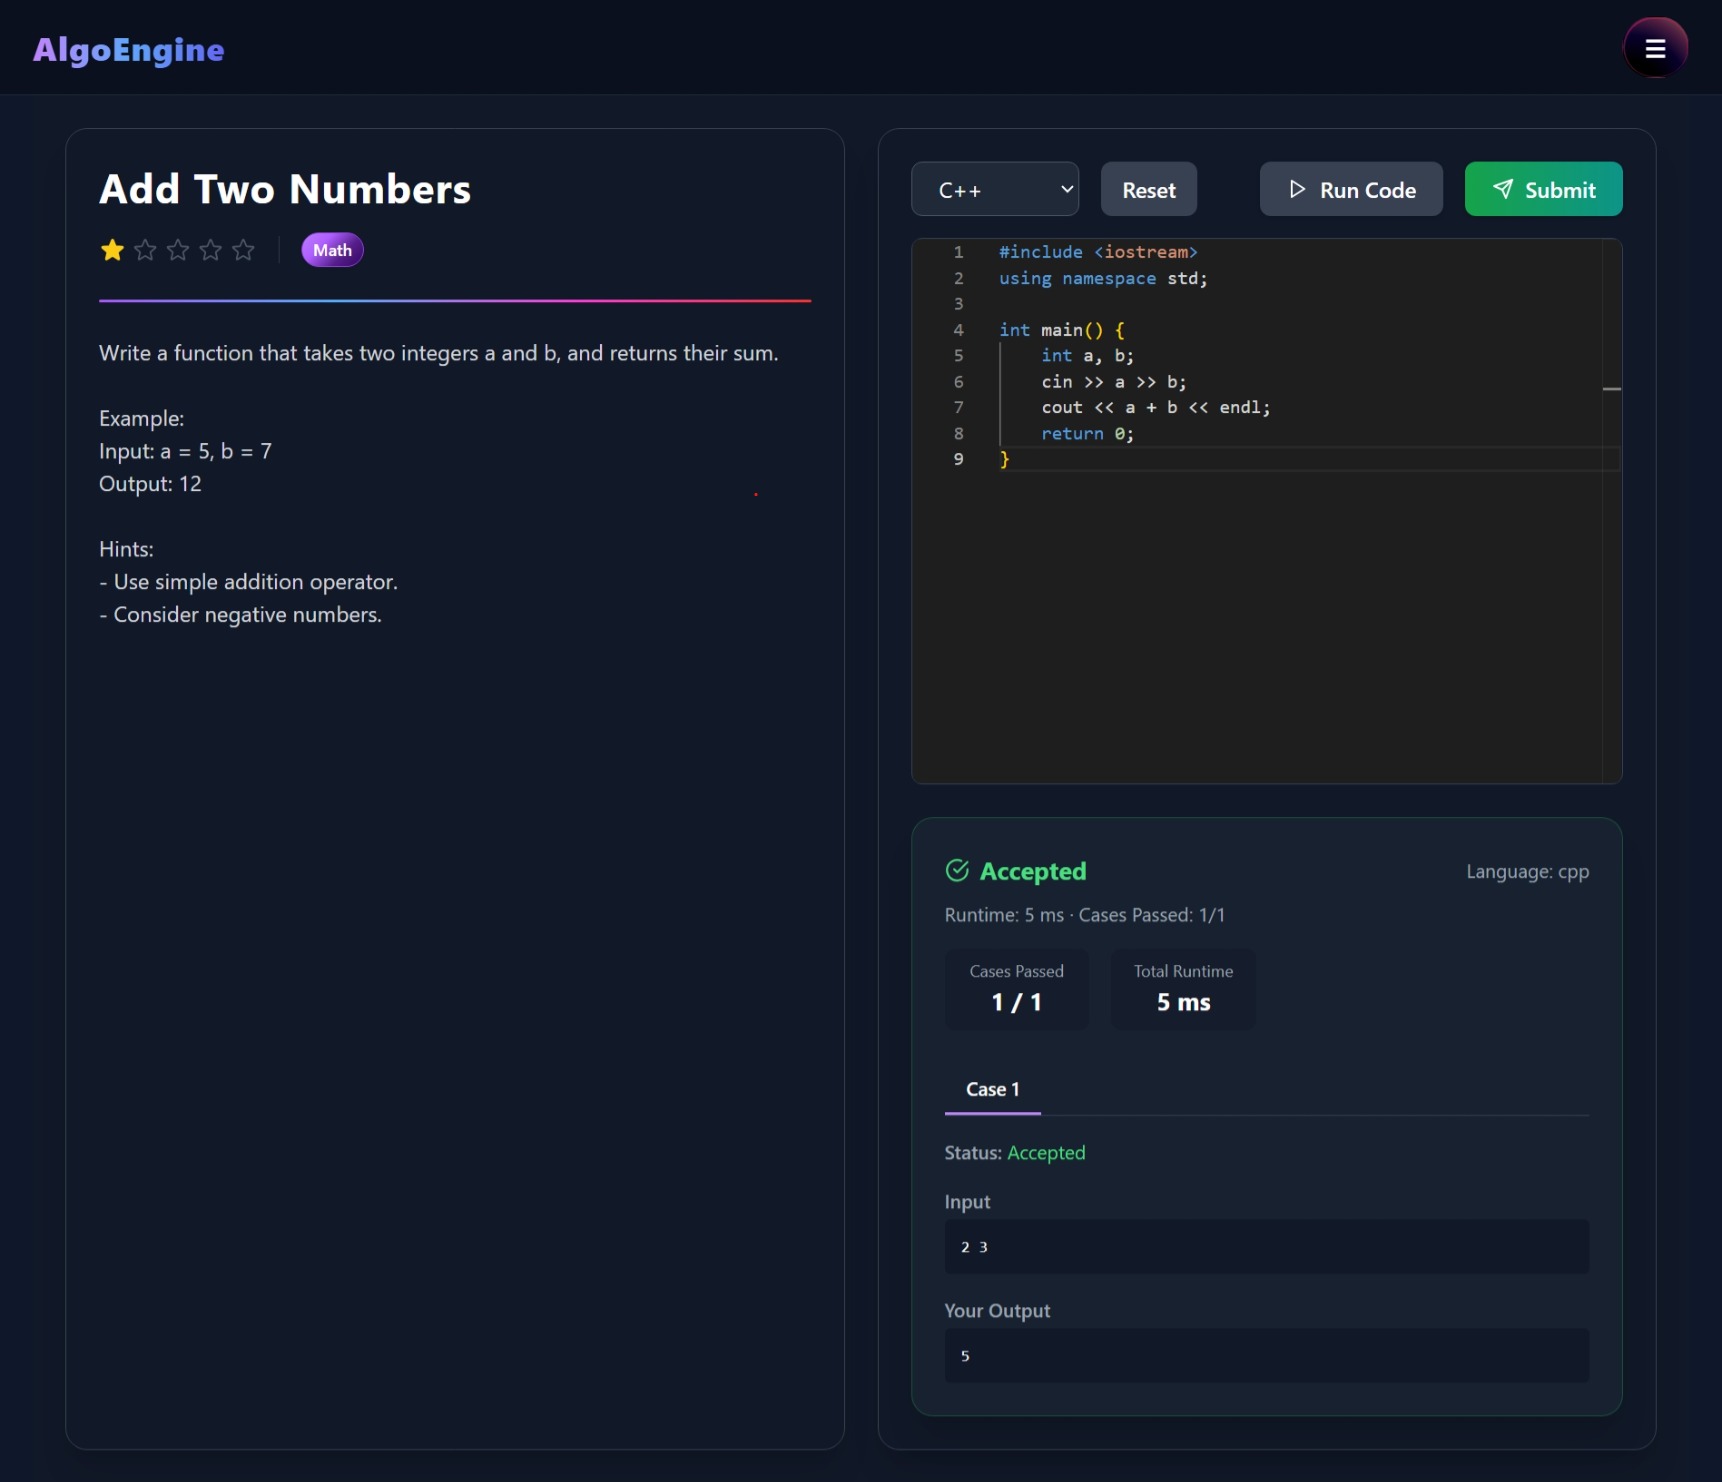 AlgoEngine
Add Two Numbers
Math
Write a function that takes two integers a and b, and returns their sum.
Example:
Input: a = 5, b = 7
Output: 12
Hints:
- Use simple addition operator.
- Consider negative numbers.
C++
Reset
Run Code
Submit
1 #include <iostream>
2 using namespace std;
3
4 int main() {
5 int a, b;
6 cin >> a >> b;
7 cout << a + b << endl;
8 return 0;
9 }
Accepted
Language: cpp
Runtime: 5 ms · Cases Passed: 1/1
Cases Passed
1 / 1
Total Runtime
5 ms
Case 1
Status: Accepted
Input
2 3
Your Output
5